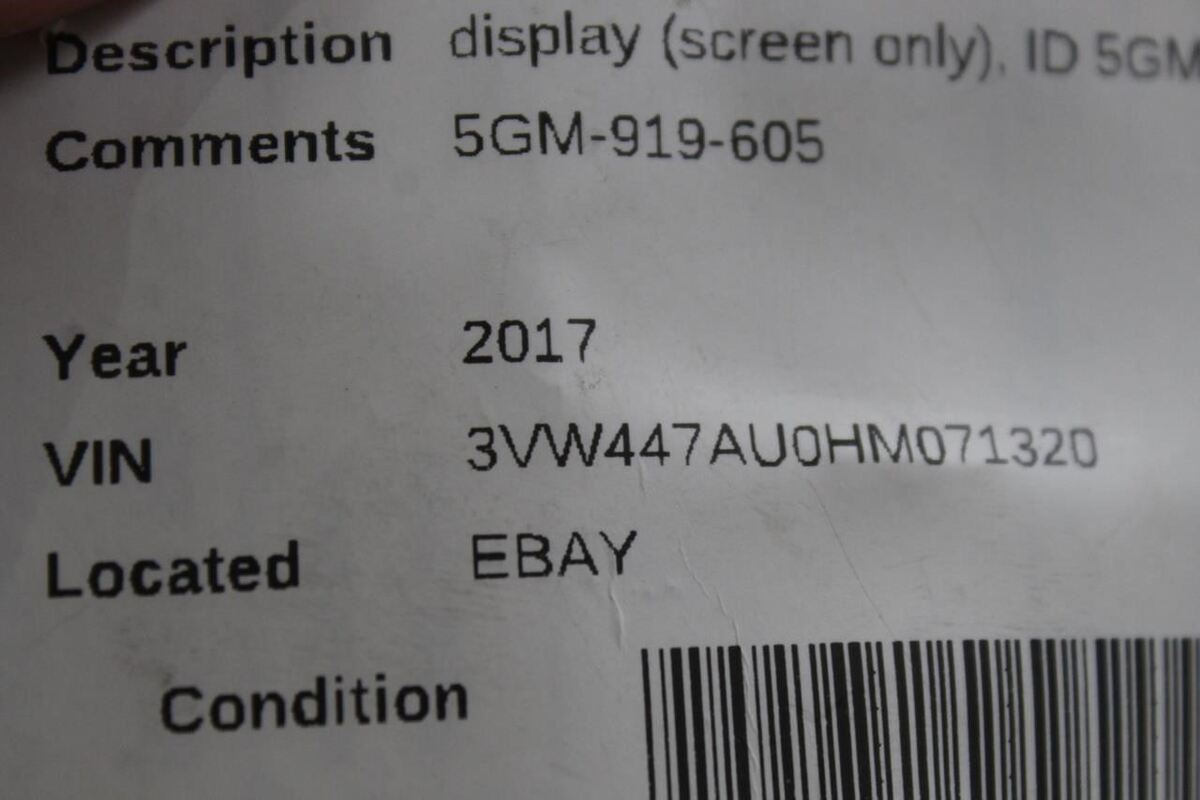 Description display (screen only), ID 5GM
Comments 5GM-919-605
Year 2017
VIN 3VW447AU0HM071320
Located EBAY
Condition